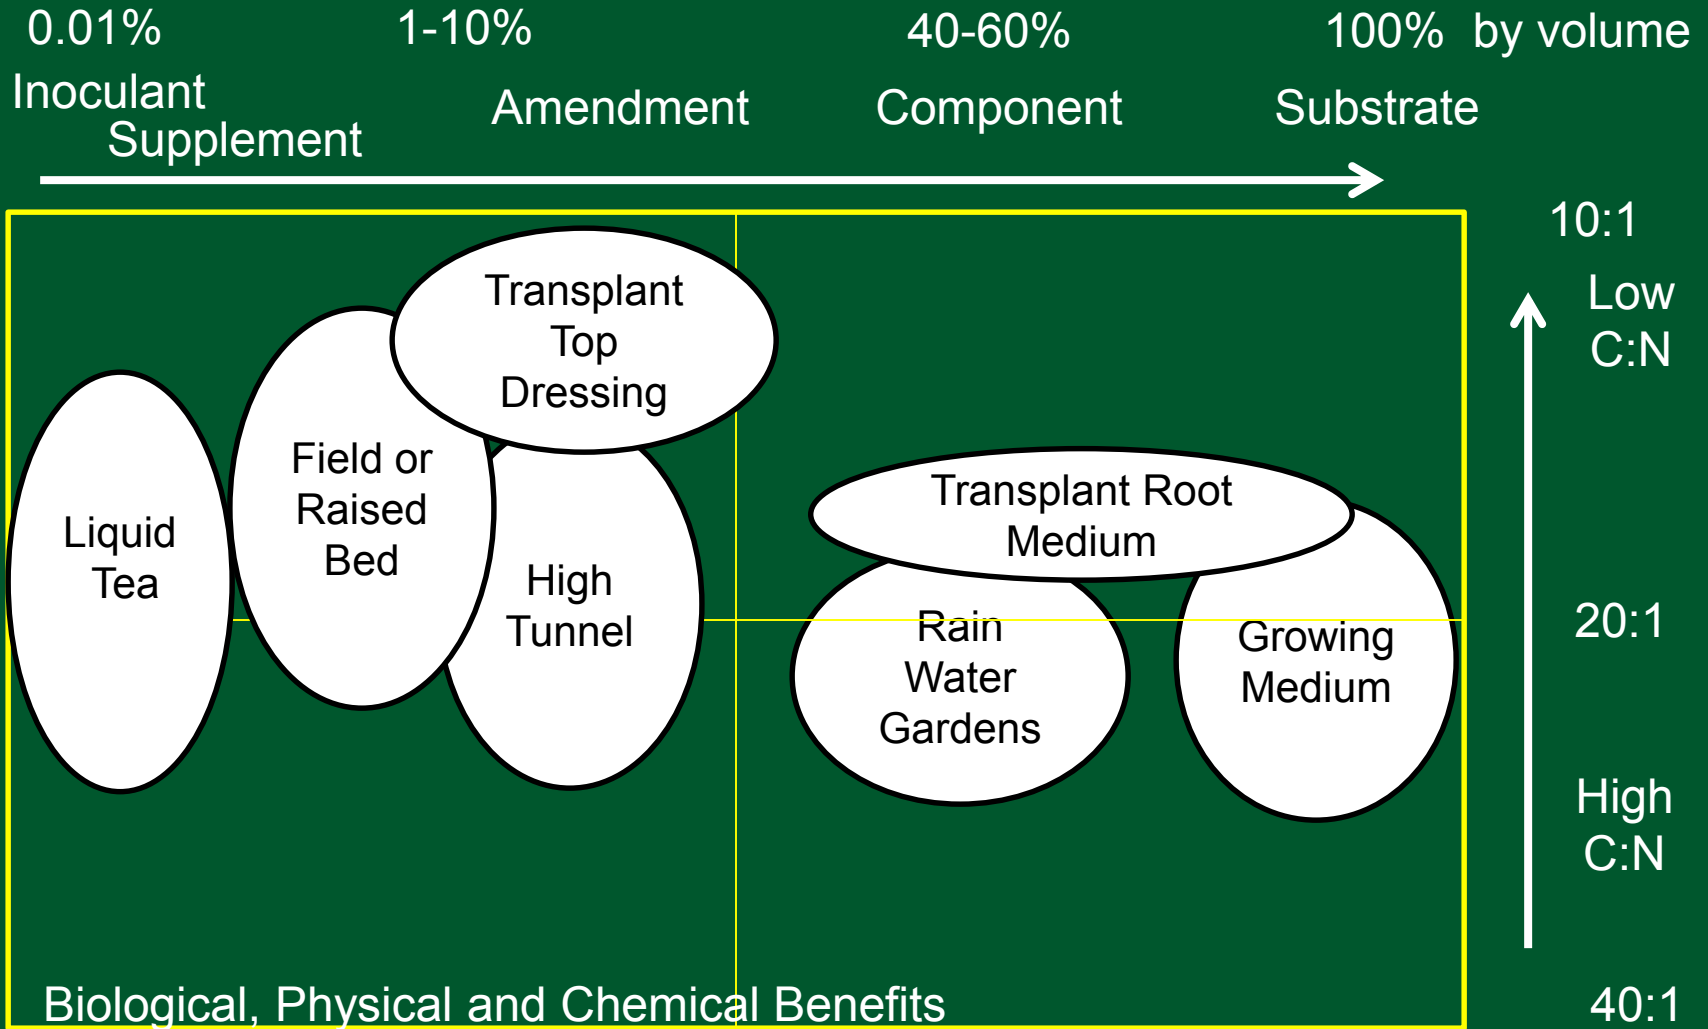 0.01% 1-10% 40-60% 100% by volume
Inoculant
Supplement
Amendment
Component
Substrate
10:1
Low
C:N
20:1
High
C:N
40:1
Transplant
Top
Dressing
Field or
Raised
Bed
Liquid
Tea
High
Tunnel
Transplant Root
Medium
Rain
Water
Gardens
Growing
Medium
Biological, Physical and Chemical Benefits